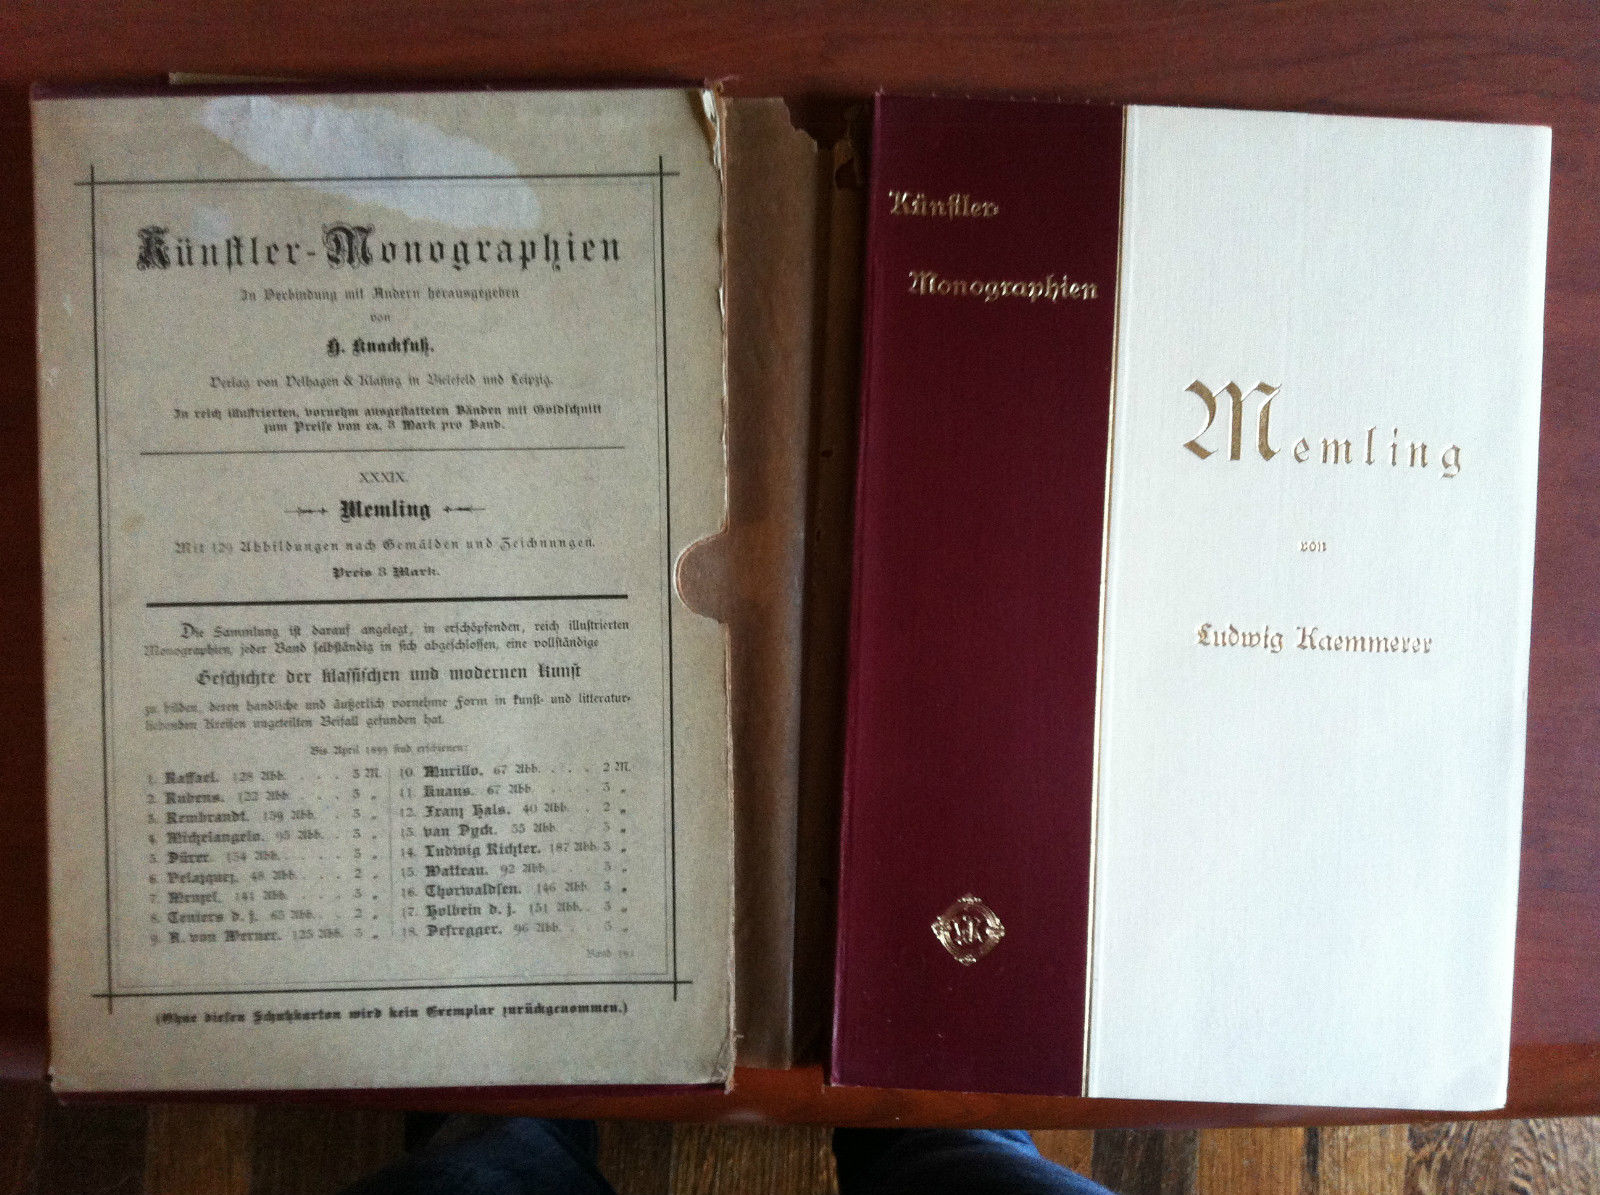 Künstler-Monographien
In Verbindung mit Andern herausgegeben
von
H. Knackfuß.
Verlag von Velhagen & Klasing in Bielefeld und Leipzig.
In reich illustrierten, vornehm ausgestatteten Bänden mit Goldschnitt
zum Preise von ca. 3 Mark pro Band.
XXXIX.
Memling
Mit 129 Abbildungen nach Gemälden und Zeichnungen.
Preis 3 Mark.
Die Sammlung ist darauf angelegt, in erschöpfenden, reich illustrierten
Monographien, jeder Band selbständig in sich abgeschlossen, eine vollständige
Geschichte der klassischen und modernen Kunst
zu bilden, deren handliche und äußerlich vornehme Form in kunst- und litteratur-
liebenden Kreisen ungeteilten Beifall gefunden hat.
Bis April 1899 sind erschienen:
1. Raffael. 128 Abb. . . . 3 M.
2. Rubens. 122 Abb. . . . 3 „
3. Rembrandt. 159 Abb. . . 3 „
4. Michelangelo. 95 Abb. . . 3 „
5. Dürer. 134 Abb. . . . . 3 „
6. Velazquez. 48 Abb. . . . 2 „
7. Menzel. 141 Abb. . . . 3 „
8. Teniers d. j. 63 Abb. . . 2 „
9. A. von Werner. 125 Abb. 3 „
10. Murillo. 67 Abb. . . . 2 M.
11. Knaus. 67 Abb. . . . 3 „
12. Franz Hals. 40 Abb. . . 2 „
13. van Dyck. 55 Abb. . . 3 „
14. Ludwig Richter. 187 Abb. 3 „
15. Watteau. 92 Abb. . . . 3 „
16. Thorwaldsen. 146 Abb. 3 „
17. Holbein d. j. 151 Abb. . 3 „
18. Defregger. 96 Abb. . . 3 „
(Ohne diesen Schutzkarton wird kein Exemplar zurückgenommen.)
Künstler-
Monographien
Memling
von
Ludwig Kaemmerer